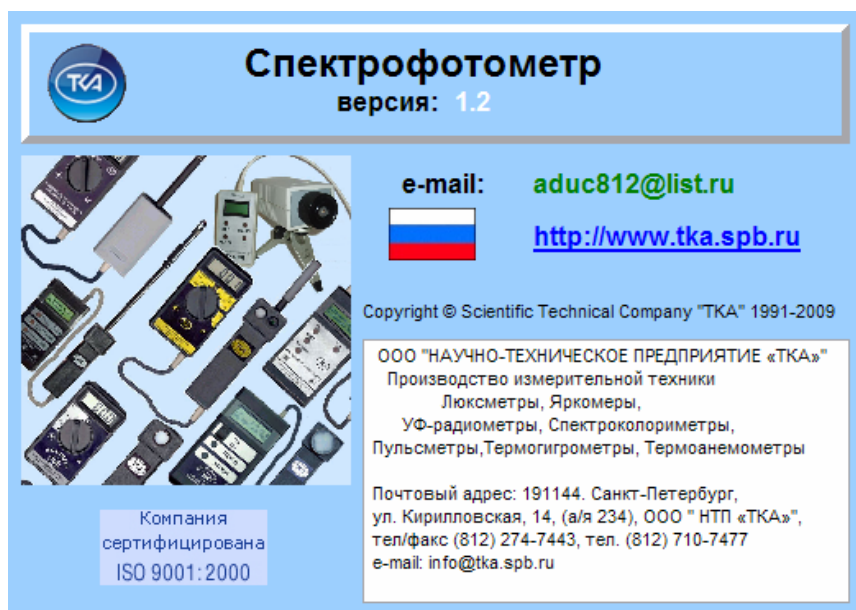 ТКА
Спектрофотометр
версия: 1.2
e-mail: aduc812@list.ru
http://www.tka.spb.ru
Copyright © Scientific Technical Company "ТКА" 1991-2009
ООО "НАУЧНО-ТЕХНИЧЕСКОЕ ПРЕДПРИЯТИЕ «ТКА»"
Производство измерительной техники
Люксметры, Яркомеры,
УФ-радиометры, Спектроколориметры,
Пульсметры,Термогигрометры, Термоанемометры
Почтовый адрес: 191144. Санкт-Петербург,
ул. Кирилловская, 14, (а/я 234), ООО " НТП «ТКА»",
тел/факс (812) 274-7443, тел. (812) 710-7477
e-mail: info@tka.spb.ru
Компания
сертифицирована
ISO 9001:2000